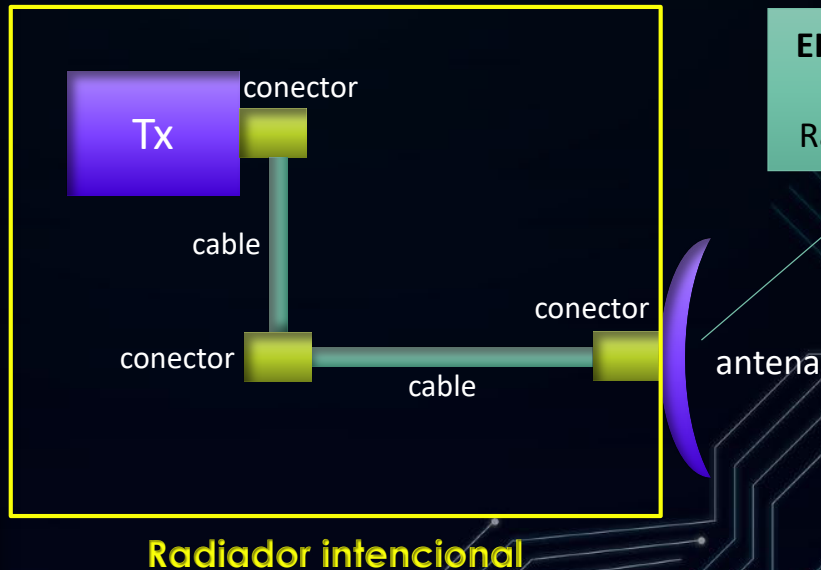 conector
Tx
cable
conector
conector
cable
antena
Radiador intencional